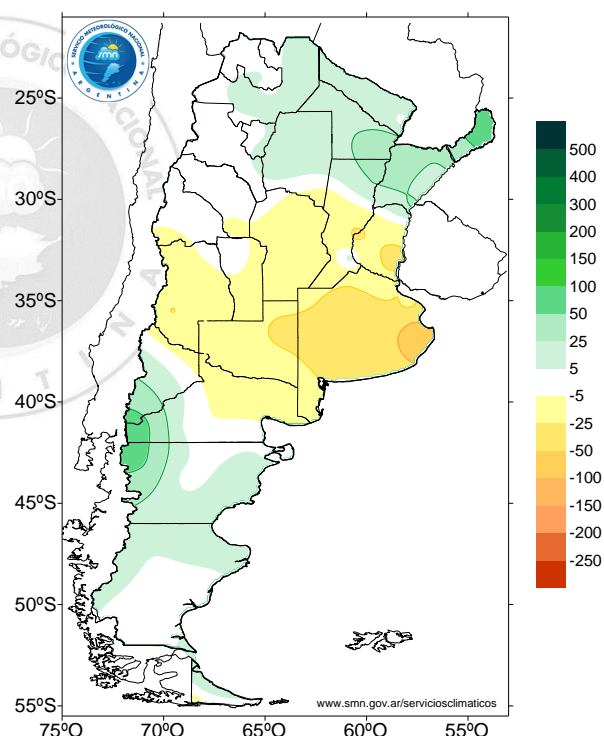 SERVICIO METEOROLÓGICO NACIONAL
smn
ARGENTINA
25ºS
30ºS
35ºS
40ºS
45ºS
50ºS
55ºS
75ºO
70ºO
65ºO
60ºO
55ºO
500
400
300
200
150
100
50
25
5
-5
-25
-50
-100
-150
-200
-250
www.smn.gov.ar/serviciosclimaticos